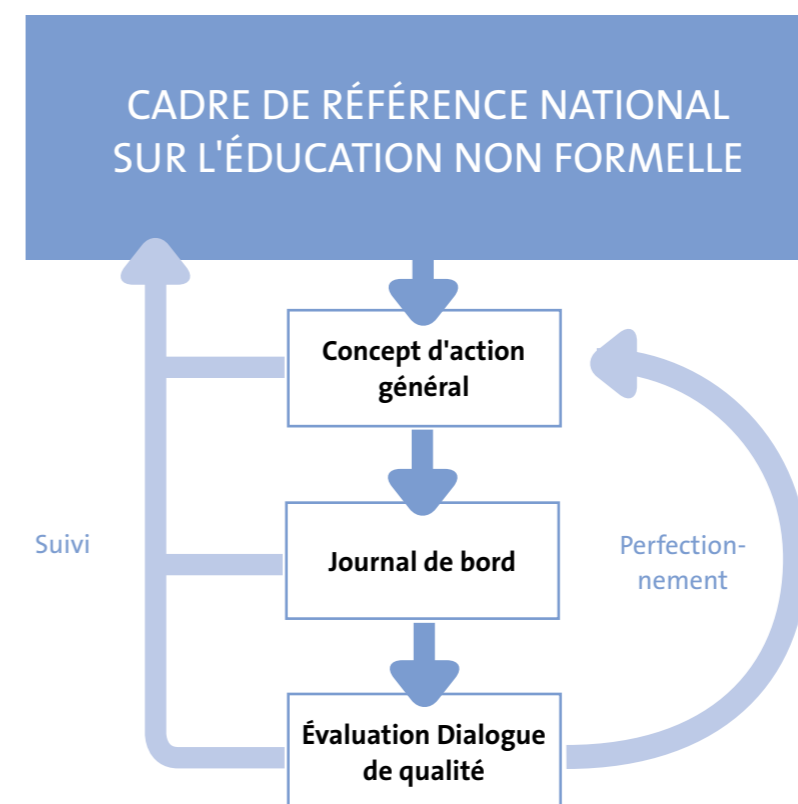 CADRE DE RÉFÉRENCE NATIONAL
SUR L'ÉDUCATION NON FORMELLE
Concept d'action
général
Suivi
Journal de bord
Perfection-
nement
Évaluation Dialogue
de qualité